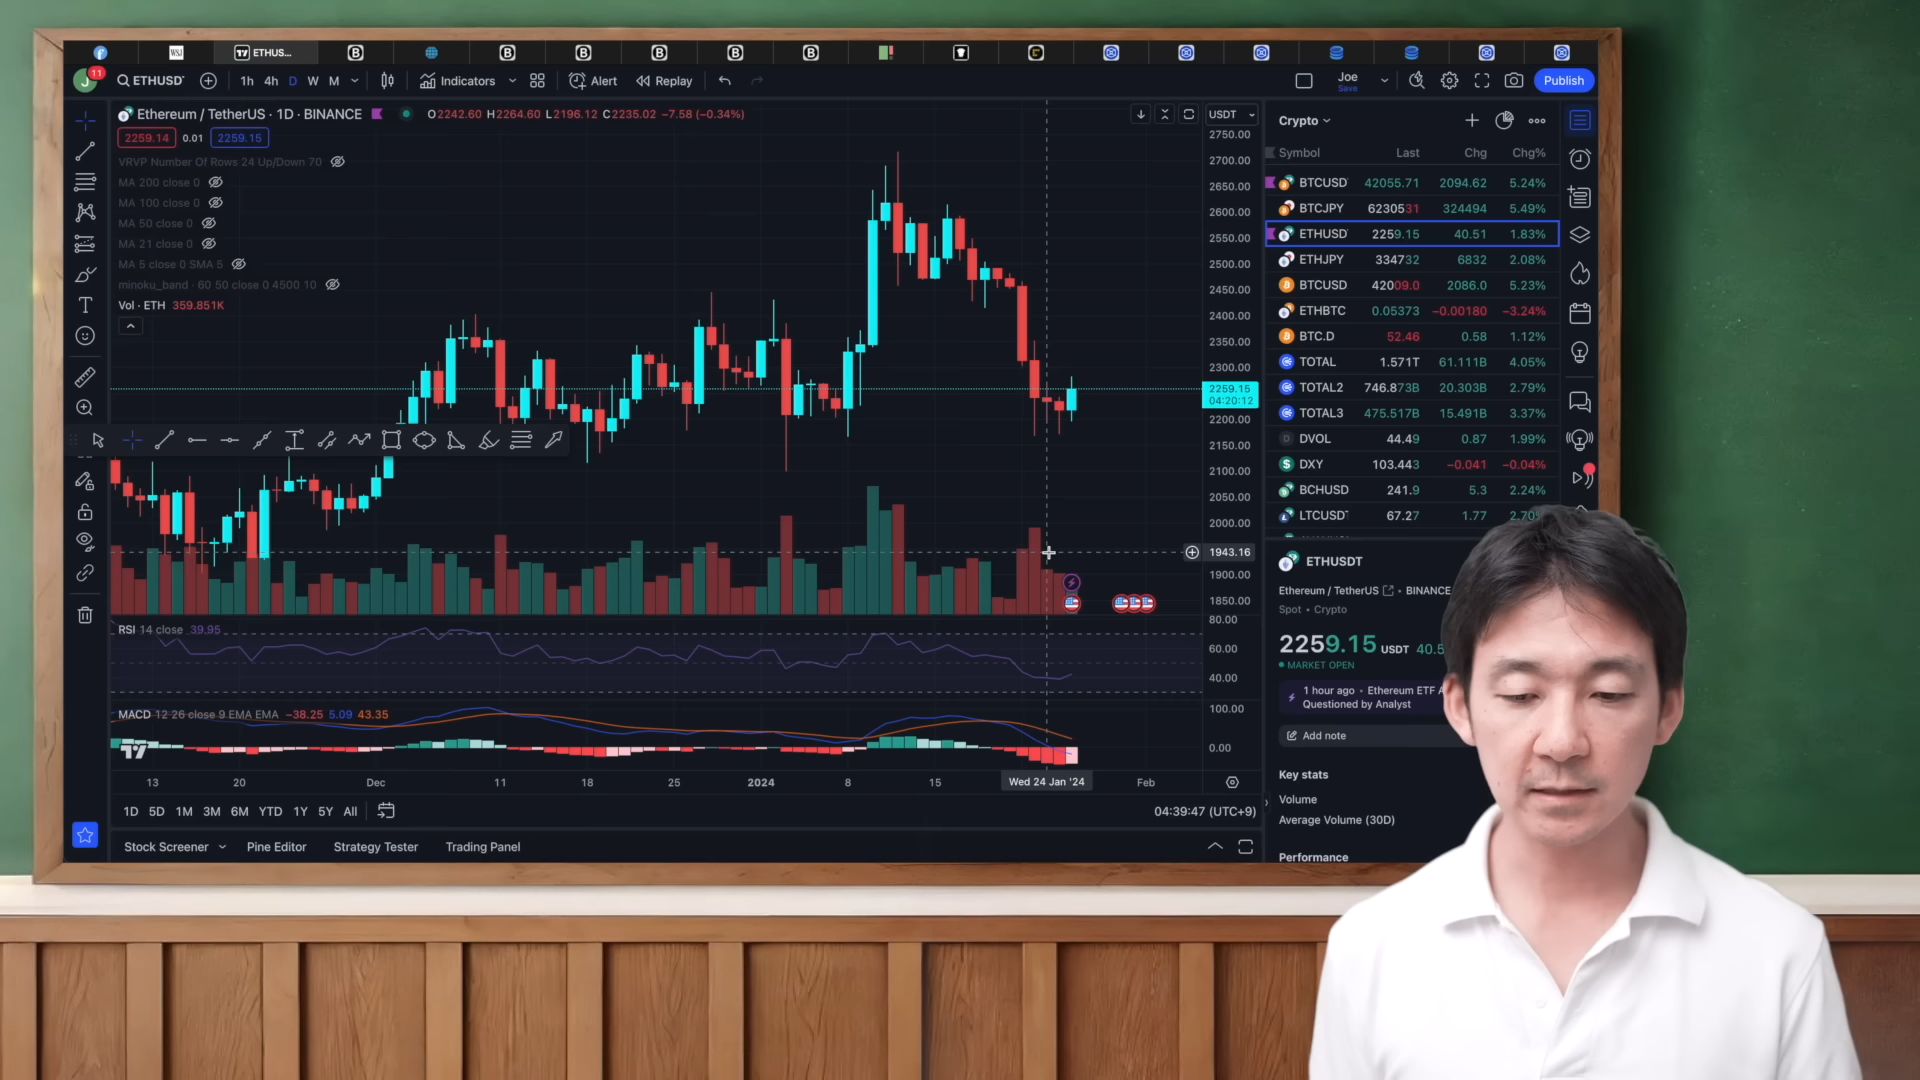 WSJ
ETHUS...
B
B
B
B
B
B
J
11
ETHUSD
1h
4h
D
W
M
Indicators
Alert
Replay
Joe
Save
Publish
Ethereum / TetherUS · 1D · BINANCE
O2242.60 H2264.60 L2196.12 C2235.02 −7.58 (−0.34%)
USDT
2259.14
0.01
2259.15
VRVP Number Of Rows 24 Up/Down 70
MA 200 close 0
MA 100 close 0
MA 50 close 0
MA 21 close 0
MA 5 close 0 SMA 5
minoku_band · 60 50 close 0 4500 10
Vol · ETH 359.851K
2750.00
2700.00
2650.00
2600.00
2550.00
2500.00
2450.00
2400.00
2350.00
2300.00
2259.15
04:20:12
2200.00
2150.00
2100.00
2050.00
2000.00
1943.16
1900.00
1850.00
RSI 14 close 39.95
80.00
60.00
40.00
MACD 12 26 close 9 EMA EMA −38.25 5.09 43.35
100.00
0.00
13
20
Dec
11
18
25
2024
8
15
Wed 24 Jan '24
Feb
1D
5D
1M
3M
6M
YTD
1Y
5Y
All
04:39:47 (UTC+9)
Stock Screener
Pine Editor
Strategy Tester
Trading Panel
Crypto
Symbol Last Chg Chg%
BTCUSD 42055.71 2094.62 5.24%
BTCJPY 6230531 324494 5.49%
ETHUSD 2259.15 40.51 1.83%
ETHJPY 334732 6832 2.08%
BTCUSD 42009.0 2086.0 5.23%
ETHBTC 0.05373 −0.00180 −3.24%
BTC.D 52.46 0.58 1.12%
TOTAL 1.571T 61.111B 4.05%
TOTAL2 746.873B 20.303B 2.79%
TOTAL3 475.517B 15.491B 3.37%
DVOL 44.49 0.87 1.99%
DXY 103.443 −0.041 −0.04%
BCHUSD 241.9 5.3 2.24%
LTCUSDT 67.27 1.77 2.70%
ETHUSDT
Ethereum / TetherUS • BINANCE
Spot • Crypto
2259.15 USDT 40.5
MARKET OPEN
1 hour ago • Ethereum ETF A
Questioned by Analyst
Add note
Key stats
Volume
Average Volume (30D)
Performance